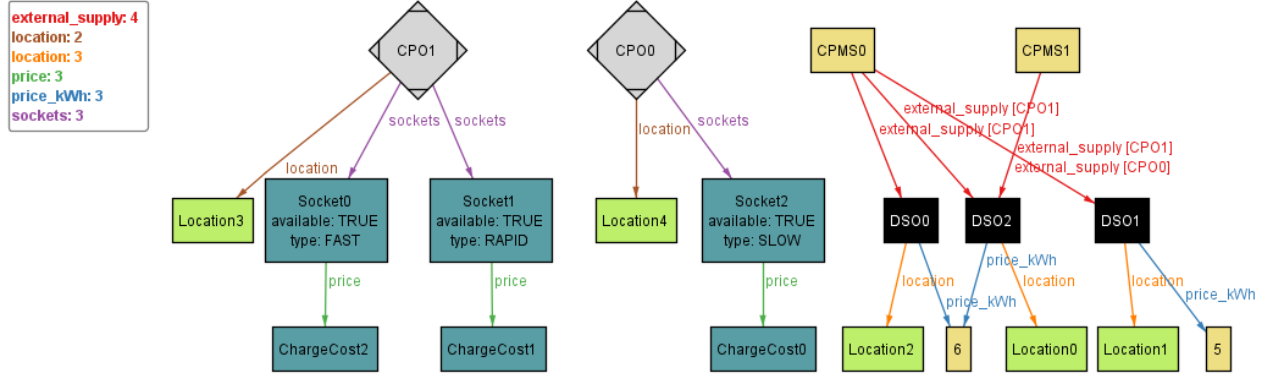 external_supply: 4
location: 2
location: 3
price: 3
price_kWh: 3
sockets: 3
CPO1
CPO0
CPMS0
CPMS1
external_supply [CPO1]
external_supply [CPO1]
external_supply [CPO1]
external_supply [CPO0]
sockets
sockets
location
sockets
location
Location3
Socket0
available: TRUE
type: FAST
Socket1
available: TRUE
type: RAPID
Location4
Socket2
available: TRUE
type: SLOW
DSO0
DSO2
DSO1
price_kWh
price
price
price
location
location
location
price_kWh
price_kWh
ChargeCost2
ChargeCost1
ChargeCost0
Location2
6
Location0
Location1
5